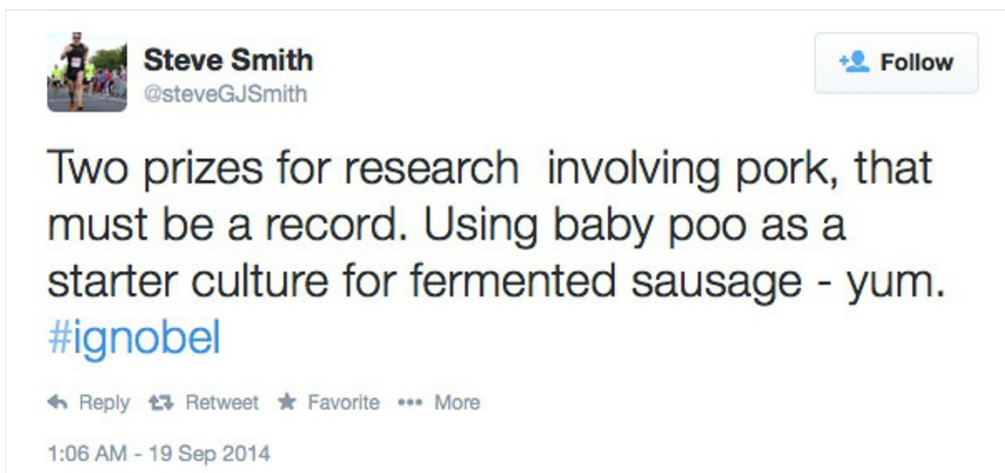 Steve Smith
@steveGJSmith
Follow
Two prizes for research involving pork, that
must be a record. Using baby poo as a
starter culture for fermented sausage - yum.
#ignobel
Reply Retweet Favorite More
1:06 AM - 19 Sep 2014